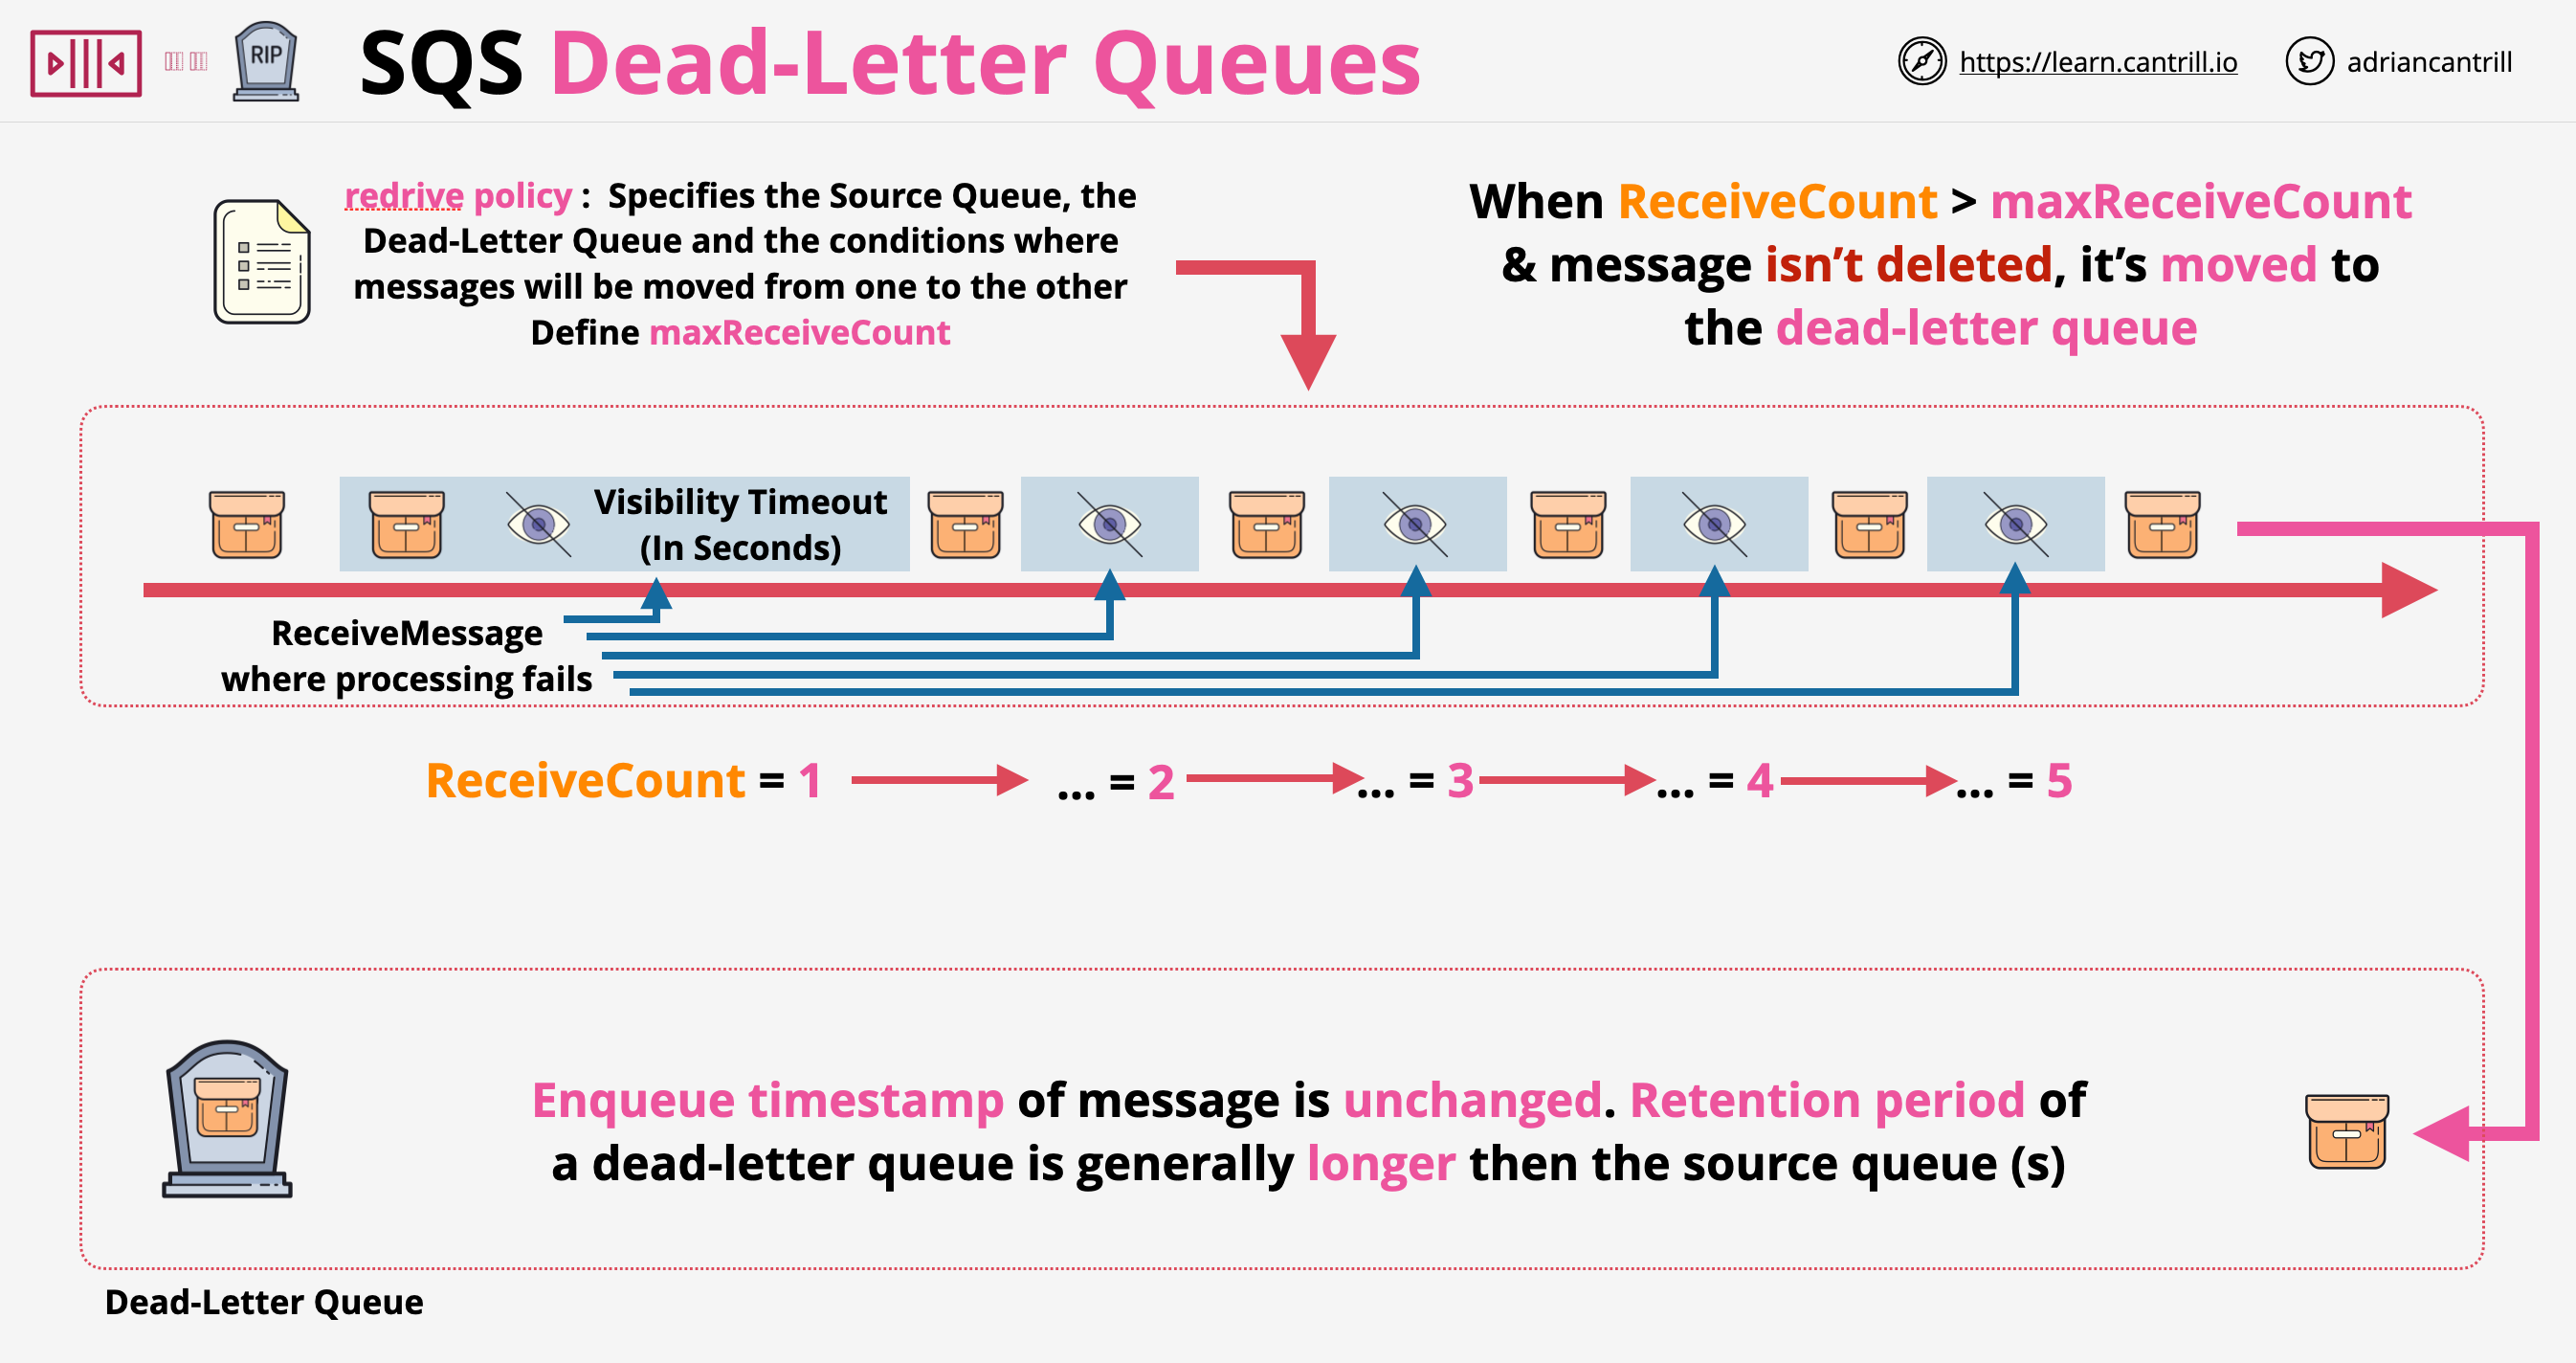 RIP
SQS Dead-Letter Queues
https://learn.cantrill.io
adriancantrill
redrive policy : Specifies the Source Queue, the
Dead-Letter Queue and the conditions where
messages will be moved from one to the other
Define maxReceiveCount
When ReceiveCount > maxReceiveCount
& message isn’t deleted, it’s moved to
the dead-letter queue
Visibility Timeout
(In Seconds)
ReceiveMessage
where processing fails
ReceiveCount = 1
... = 2
... = 3
... = 4
... = 5
Enqueue timestamp of message is unchanged. Retention period of
a dead-letter queue is generally longer then the source queue (s)
Dead-Letter Queue